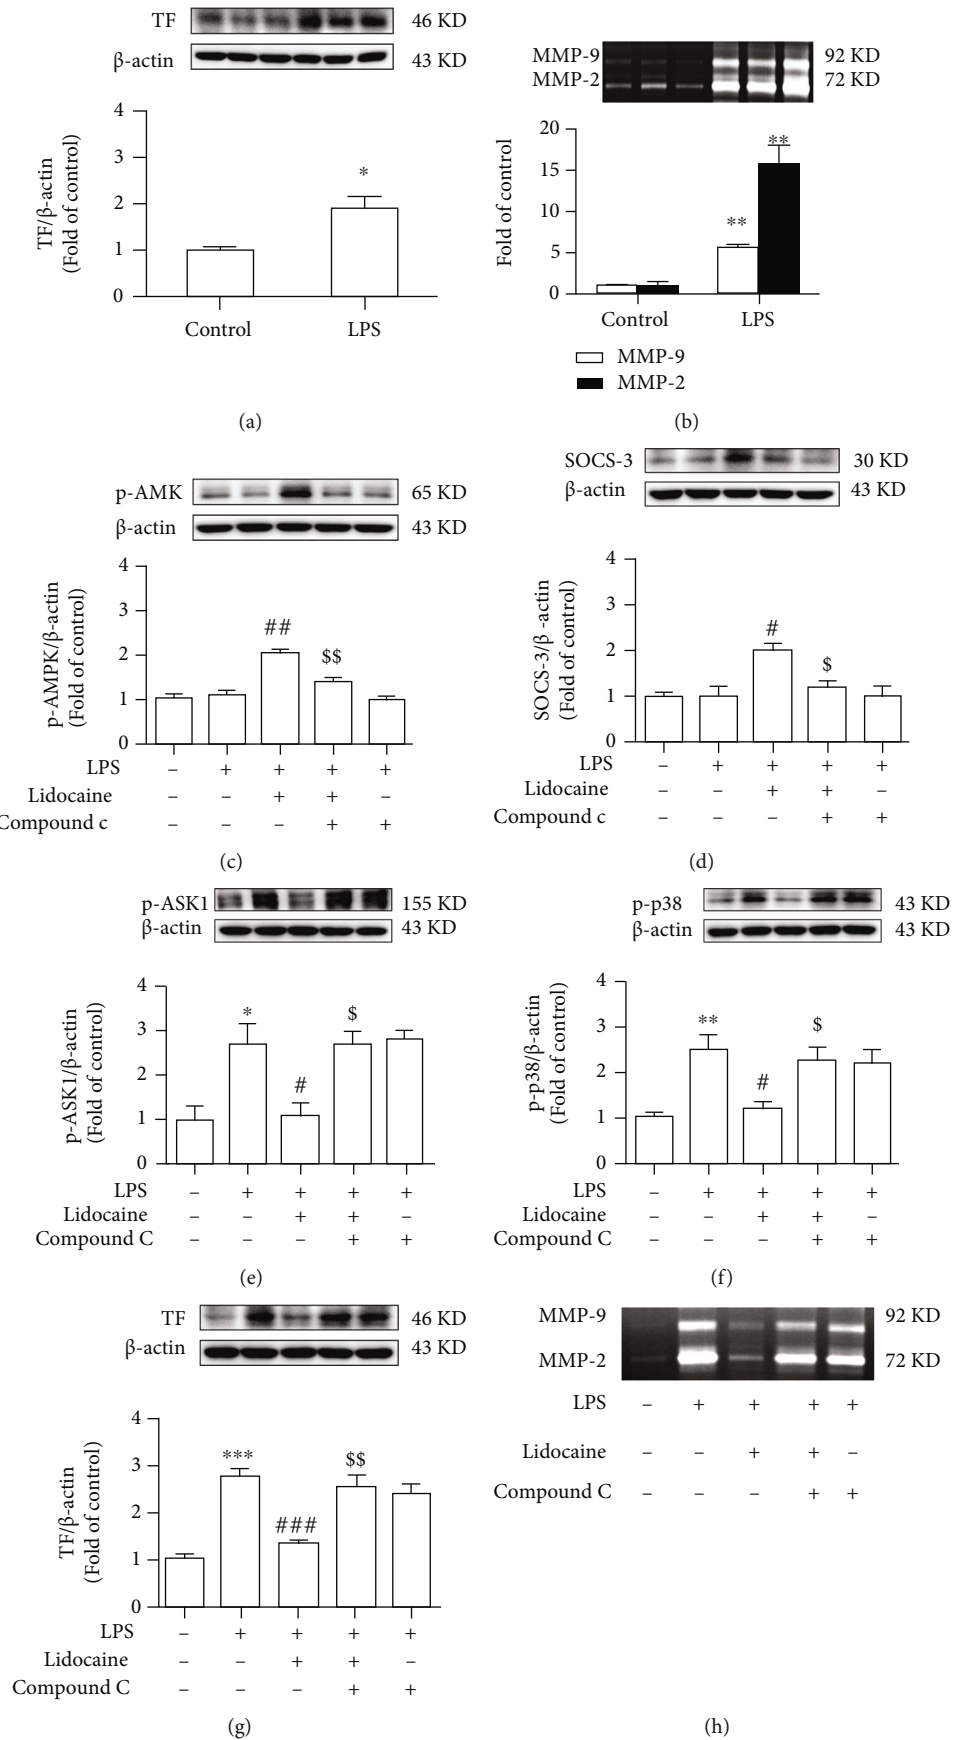 TF 46 KD
β-actin 43 KD
TF/β-actin
(Fold of control)
4
3
2
1
0
*
Control LPS
(a)
MMP-9 92 KD
MMP-2 72 KD
Fold of control
20
15
10
5
0
**
**
Control LPS
MMP-9
MMP-2
(b)
p-AMK 65 KD
β-actin 43 KD
p-AMPK/β-actin
(Fold of control)
4
3
2
1
0
##
$$
LPS – + + + +
Lidocaine – – + + –
Compound c – – – + +
(c)
SOCS-3 30 KD
β-actin 43 KD
SOCS-3/β -actin
(Fold of control)
4
3
2
1
0
#
$
LPS – + + + +
Lidocaine – – + + –
Compound c – – – + +
(d)
p-ASK1 155 KD
β-actin 43 KD
p-ASK1/β-actin
(Fold of control)
4
3
2
1
0
*
#
$
LPS – + + + +
Lidocaine – – + + –
Compound C – – – + +
(e)
p-p38 43 KD
β-actin 43 KD
p-p38/β-actin
(Fold of control)
4
3
2
1
0
**
#
$
LPS – + + + +
Lidocaine – – + + –
Compound C – – – + +
(f)
TF 46 KD
β-actin 43 KD
TF/β-actin
(Fold of control)
4
3
2
1
0
***
###
$$
LPS – + + + +
Lidocaine – – + + –
Compound C – – – + +
(g)
MMP-9 92 KD
MMP-2 72 KD
LPS – + + + +
Lidocaine – – + + –
Compound C – – – + +
(h)